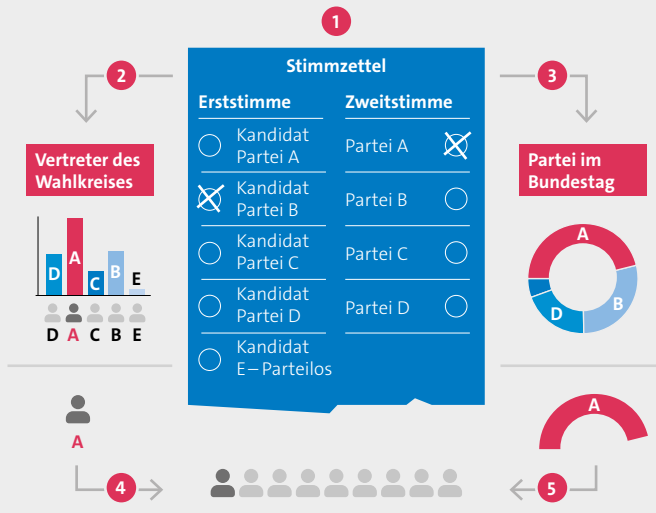 1
2
3
Stimmzettel
Erststimme
Zweitstimme
Kandidat
Partei A
Partei A
Kandidat
Partei B
Partei B
Kandidat
Partei C
Partei C
Kandidat
Partei D
Partei D
Kandidat
E – Parteilos
Vertreter des
Wahlkreises
D A C B E
D A C B E
A
4
Partei im
Bundestag
A
B
D
A
5